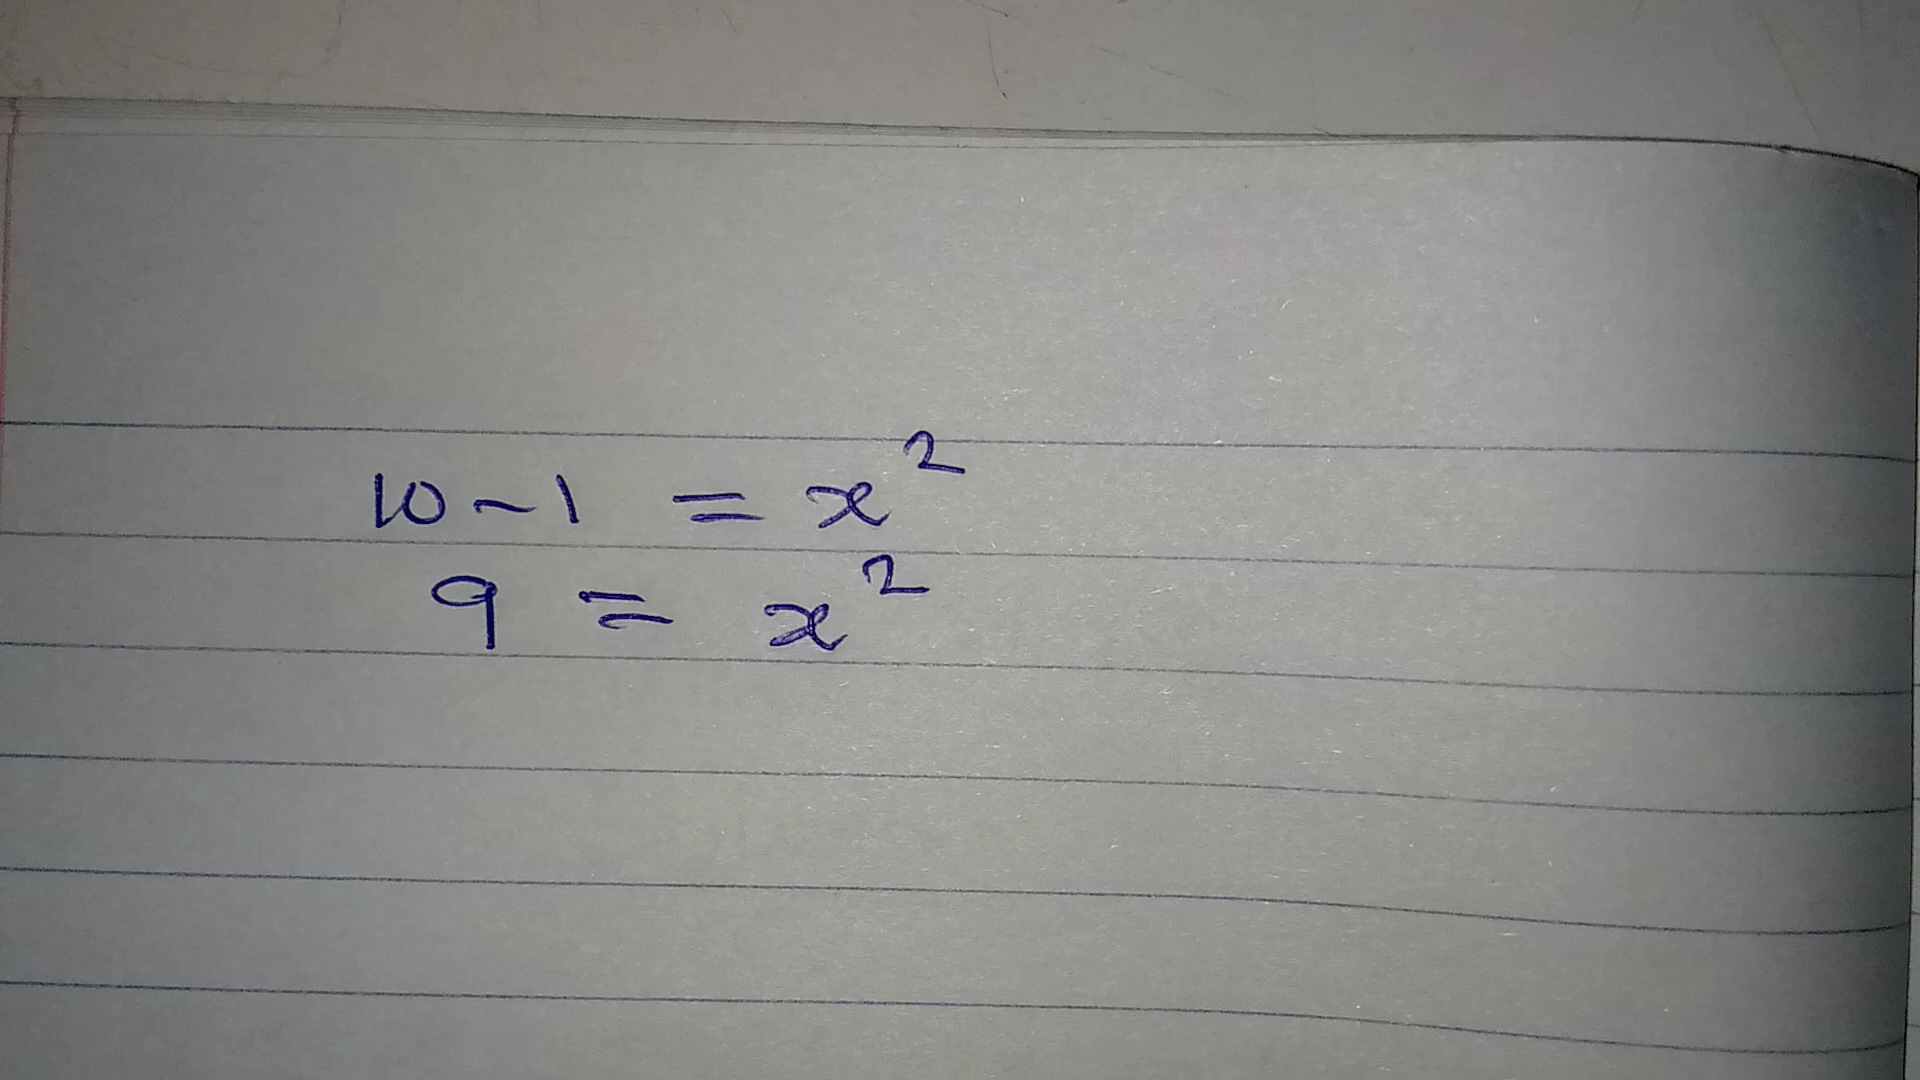 10 - 1 = x²
9 = x²